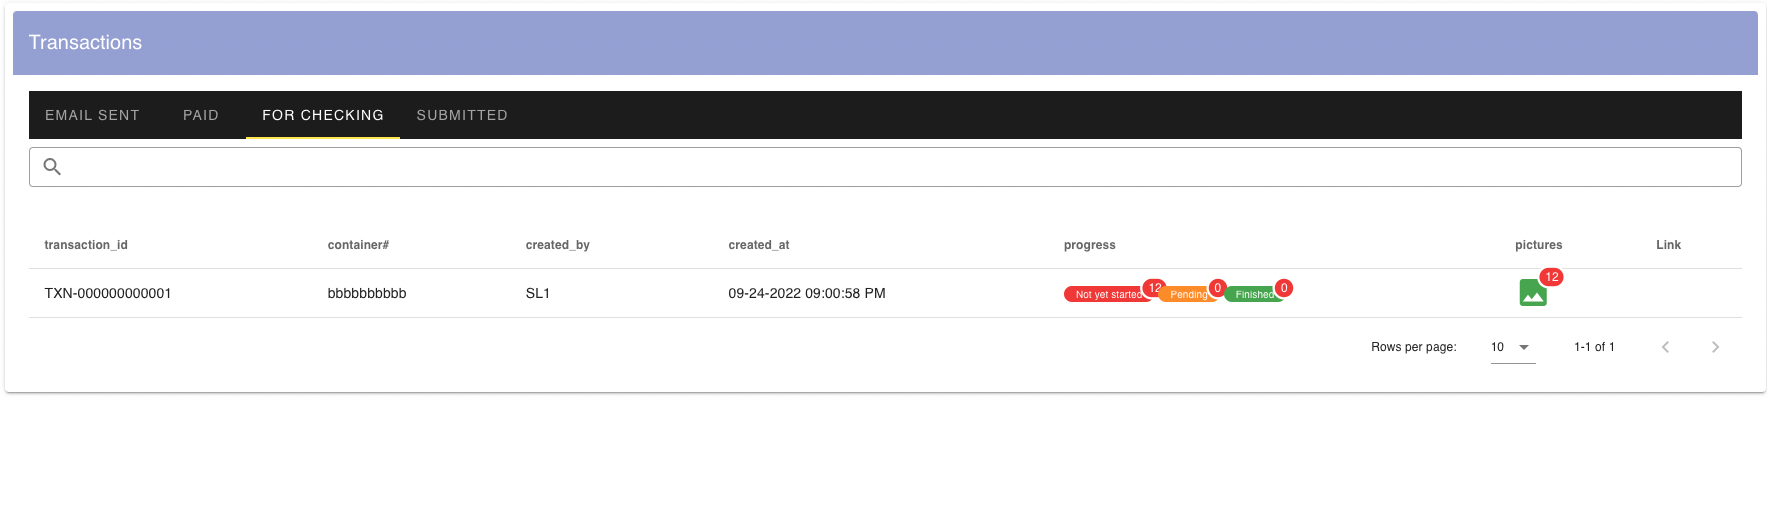 Transactions
EMAIL SENT PAID FOR CHECKING SUBMITTED
transaction_id container# created_by created_at progress pictures Link
TXN-000000000001 bbbbbbbbbb SL1 09-24-2022 09:00:58 PM Not yet started 12 Pending 0 Finished 0 12
Rows per page: 10 1-1 of 1